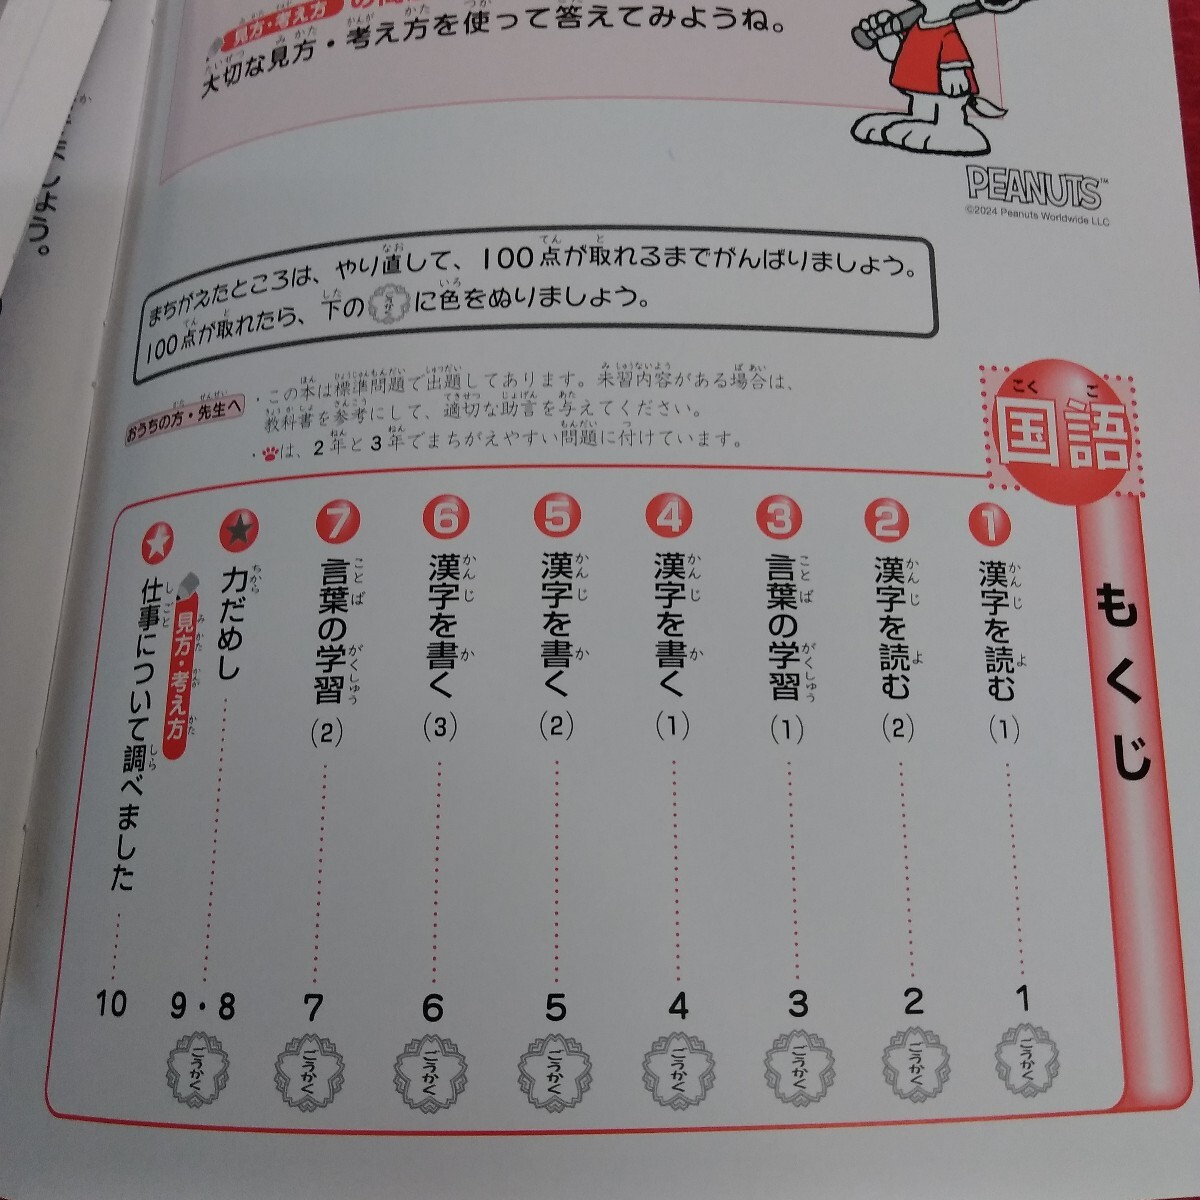 見方・考え方
大切な見方・考え方を使って答えてみようね。
PEANUTS™
©2024 Peanuts Worldwide LLC
まちがえたところは、やり直して、100点が取れるまでがんばりましょう。
100点が取れたら、下の ごうかく に色をぬりましょう。
おうちの方・先生へ
・この本は標準問題で出題してあります。未習内容がある場合は、
教科書を参考にして、適切な助言を与えてください。
・は、2年と3年でまちがえやすい問題に付けています。
国語
もくじ
1 漢字を読む(1) 1 ごうかく
2 漢字を読む(2) 2 ごうかく
3 言葉の学習(1) 3 ごうかく
4 漢字を書く(1) 4 ごうかく
5 漢字を書く(2) 5 ごうかく
6 漢字を書く(3) 6 ごうかく
7 言葉の学習(2) 7 ごうかく
★ 力だめし 9・8 ごうかく
見方・考え方
★ 仕事について調べました 10